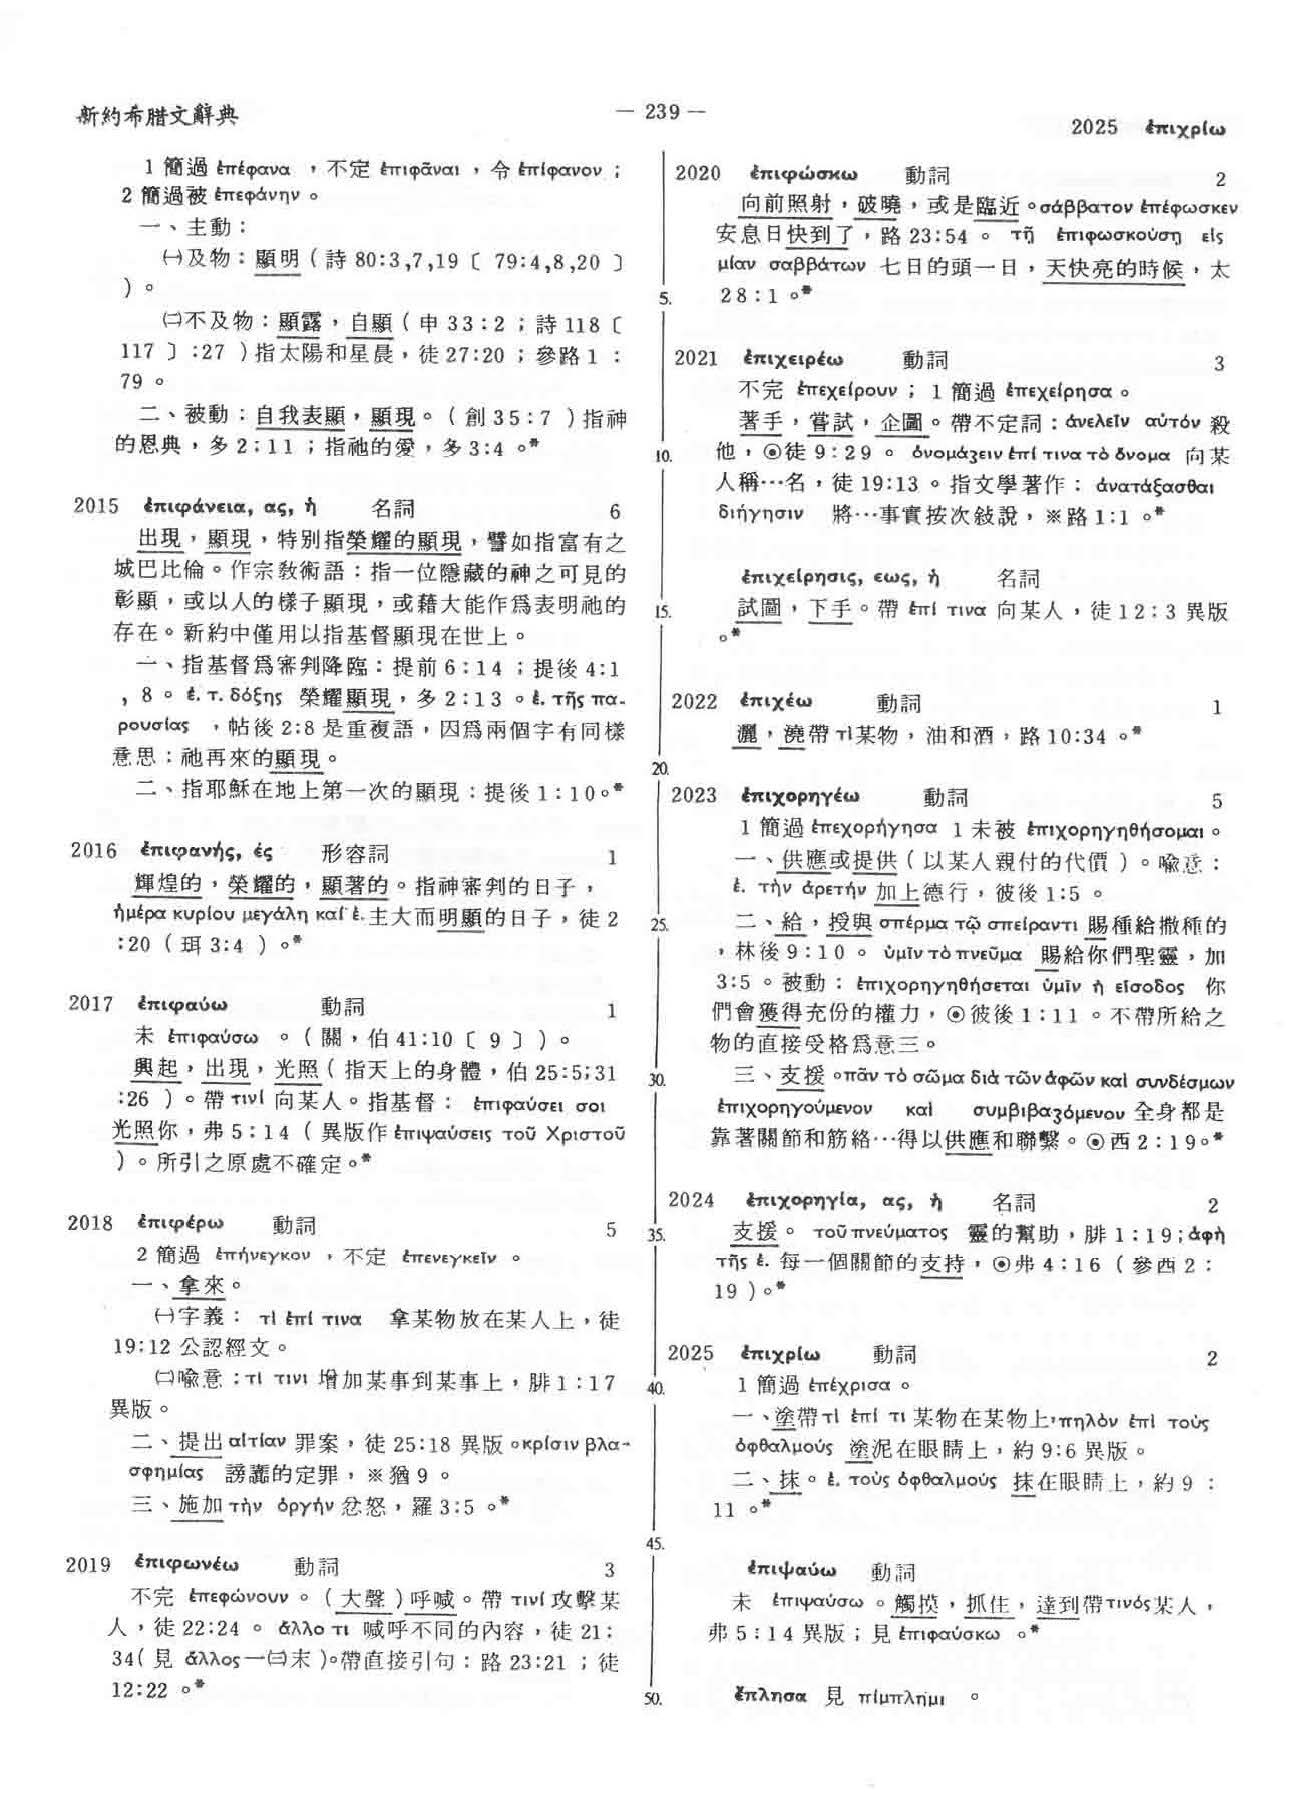 新約希腊文辭典
— 239 —
2025 ἐπιχρίω
1 簡過 ἐπέφανα ，不定 ἐπιφᾶναι ，令 ἐπίφανον ；
2 簡過被 ἐπεφάνην 。
一、主動：
㈠及物：顯明（詩 80:3,7,19〔 79:4,8,20 〕
）。
㈡不及物：顯露，自顯（申 33：2；詩 118〔
117 〕:27 ）指太陽和星晨，徒 27:20 ；參路 1 ：
79 。
二、被動：自我表顯，顯現。（創 35：7 ）指神
的恩典，多 2：11 ；指祂的愛，多 3:4 。*
2015 ἐπιφάνεια, ας, ἡ 名詞 6
出現，顯現，特別指榮耀的顯現，譬如指富有之
城巴比倫。作宗敎術語：指一位隱藏的神之可見的
彰顯，或以人的樣子顯現，或藉大能作爲表明祂的
存在。新約中僅用以指基督顯現在世上。
一、指基督爲審判降臨：提前 6：14 ；提後 4:1
，8 。ἐ. τ. δόξης 榮耀顯現，多 2：13 。ἐ. τῆς πα-
ρουσίας ，帖後 2:8 是重複語，因爲兩個字有同樣
意思：祂再來的顯現。
二、指耶穌在地上第一次的顯現：提後 1：10。*
2016 ἐπιφανής, ές 形容詞 1
輝煌的，榮耀的，顯著的。指神審判的日子，
ἡμέρα κυρίου μεγάλη καὶ ἐ. 主大而明顯的日子，徒 2
:20（珥 3:4 ）。*
2017 ἐπιφαύω 動詞 1
未 ἐπιφαύσω 。（關，伯 41:10〔 9 〕）。
興起，出現，光照（指天上的身體，伯 25:5;31
:26 ）。帶 τινί 向某人。指基督： ἐπιφαύσει σοι
光照你，弗 5：14（異版作 ἐπιψαύσεις τοῦ Χριστοῦ
）。所引之原處不確定。*
2018 ἐπιφέρω 動詞 5
2 簡過 ἐπήνεγκον ，不定 ἐπενεγκεῖν 。
一、拿來。
㈠字義： τὶ ἐπί τινα 拿某物放在某人上，徒
19:12 公認經文。
㈡喩意：τί τινι 增加某事到某事上，腓 1：17
異版。
二、提出 αἰτίαν 罪案，徒 25:18 異版。κρίσιν βλα-
σφημίας 謗讟的定罪，※猶 9 。
三、施加 τὴν ὀργήν 忿怒，羅 3:5 。*
2019 ἐπιφωνέω 動詞 3
不完 ἐπεφώνουν 。（大聲）呼喊。帶 τινί 攻擊某
人，徒 22:24 。 ἄλλο τι 喊呼不同的內容，徒 21：
34（見 ἄλλος 一㈢末）。帶直接引句：路 23:21 ；徒
12:22 。*
5.
10.
15.
20.
25.
30.
35.
40.
45.
50.
2020 ἐπιφώσκω 動詞 2
向前照射，破曉，或是臨近。σάββατον ἐπέφωσκεν
安息日快到了，路 23:54 。 τῇ ἐπιφωσκούσῃ εἰς
μίαν σαββάτων 七日的頭一日，天快亮的時候，太
28：1 。*
2021 ἐπιχειρέω 動詞 3
不完 ἐπεχείρουν ； 1 簡過 ἐπεχείρησα 。
著手，嘗試，企圖。帶不定詞：ἀνελεῖν αὐτόν 殺
他，⊙徒 9：29 。 ὀνομάζειν ἐπί τινα τὸ ὄνομα 向某
人稱…名，徒 19:13 。指文學著作： ἀνατάξασθαι
διήγησιν 將…事實按次敍說，※路 1:1 。*
ἐπιχείρησις, εως, ἡ 名詞
試圖，下手。帶 ἐπί τινα 向某人，徒 12：3 異版
。*
2022 ἐπιχέω 動詞 1
灑，澆帶 τὶ 某物，油和酒，路 10:34 。*
2023 ἐπιχορηγέω 動詞 5
1 簡過 ἐπεχορήγησα 1 未被 ἐπιχορηγηθήσομαι 。
一、供應或提供（以某人親付的代價）。喩意：
ἐ. τὴν ἀρετήν 加上德行，彼後 1:5 。
二、給，授與 σπέρμα τῷ σπείραντι 賜種給撒種的
，林後 9：10 。 ὑμῖν τὸ πνεῦμα 賜給你們聖靈，加
3:5 。被動： ἐπιχορηγηθήσεται ὑμῖν ἡ εἴσοδος 你
們會獲得充份的權力，⊙彼後 1：11 。不帶所給之
物的直接受格爲意三。
三、支援。πᾶν τὸ σῶμα διὰ τῶν ἁφῶν καὶ συνδέσμων
ἐπιχορηγούμενον καὶ συμβιβαζόμενον 全身都是
靠著關節和筋絡…得以供應和聯繫。⊙西 2：19。*
2024 ἐπιχορηγία, ας, ἡ 名詞 2
支援。 τοῦ πνεύματος 靈的幫助，腓 1：19；ἁφὴ
τῆς ἐ. 每一個關節的支持，⊙弗 4：16（參西 2：
19 ）。*
2025 ἐπιχρίω 動詞 2
1 簡過 ἐπέχρισα 。
一、塗帶 τὶ ἐπί τι 某物在某物上，πηλὸν ἐπὶ τοὺς
ὀφθαλμούς 塗泥在眼睛上，約 9:6 異版。
二、抹。ἐ. τοὺς ὀφθαλμούς 抹在眼睛上，約 9 ：
11 。*
ἐπιψαύω 動詞
未 ἐπιψαύσω 。觸摸，抓住，達到帶 τινός 某人，
弗 5：14 異版；見 ἐπιφαύσκω 。*
ἔπλησα 見 πίμπλημι 。